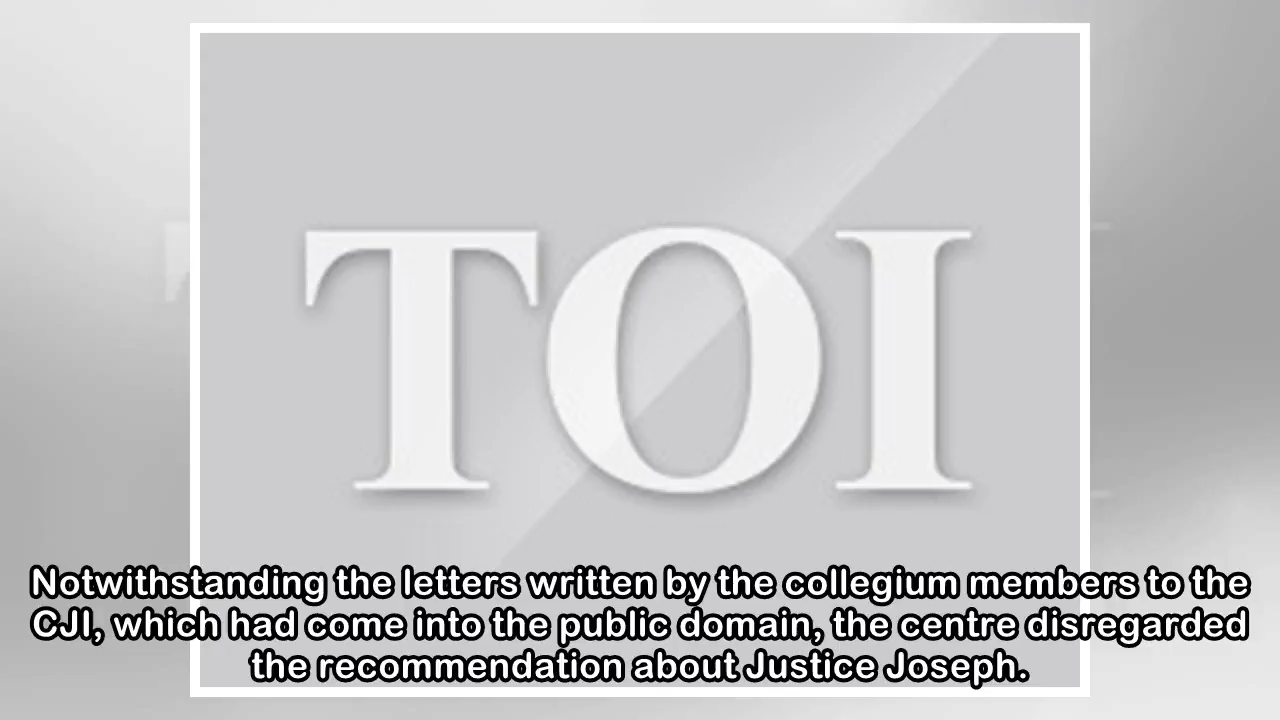 TOI
Notwithstanding the letters written by the collegium members to the
CJI, which had come into the public domain, the centre disregarded
the recommendation about Justice Joseph.